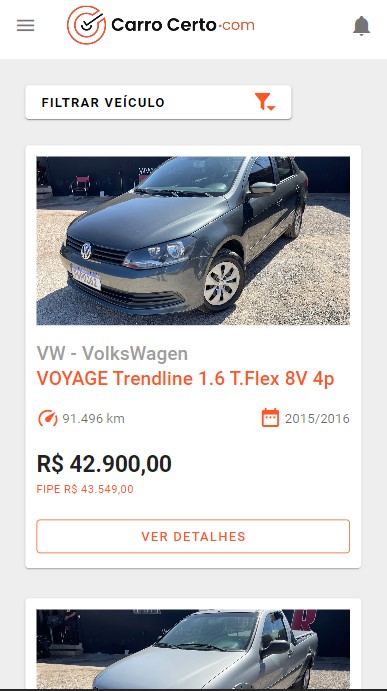 Carro Certo.com
FILTRAR VEÍCULO
VW - VolksWagen
VOYAGE Trendline 1.6 T.Flex 8V 4p
91.496 km
2015/2016
R$ 42.900,00
FIPE R$ 43.549,00
VER DETALHES